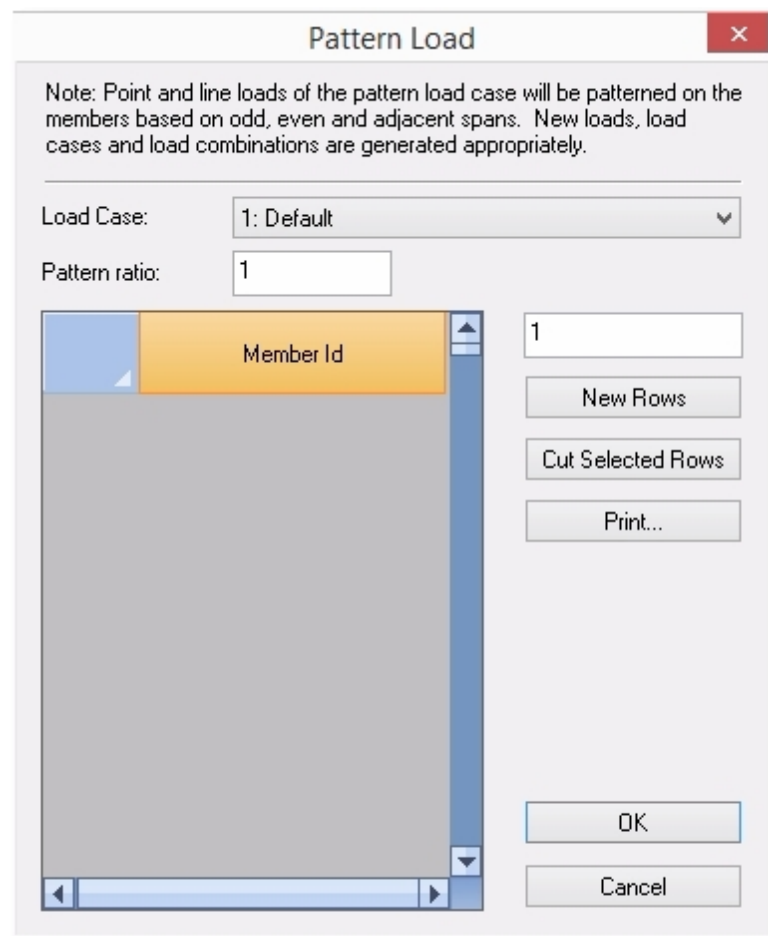 Pattern Load
Note: Point and line loads of the pattern load case will be patterned on the
members based on odd, even and adjacent spans.  New loads, load
cases and load combinations are generated appropriately.
Load Case:
1: Default
Pattern ratio:
1
Member Id
1
New Rows
Cut Selected Rows
Print...
OK
Cancel